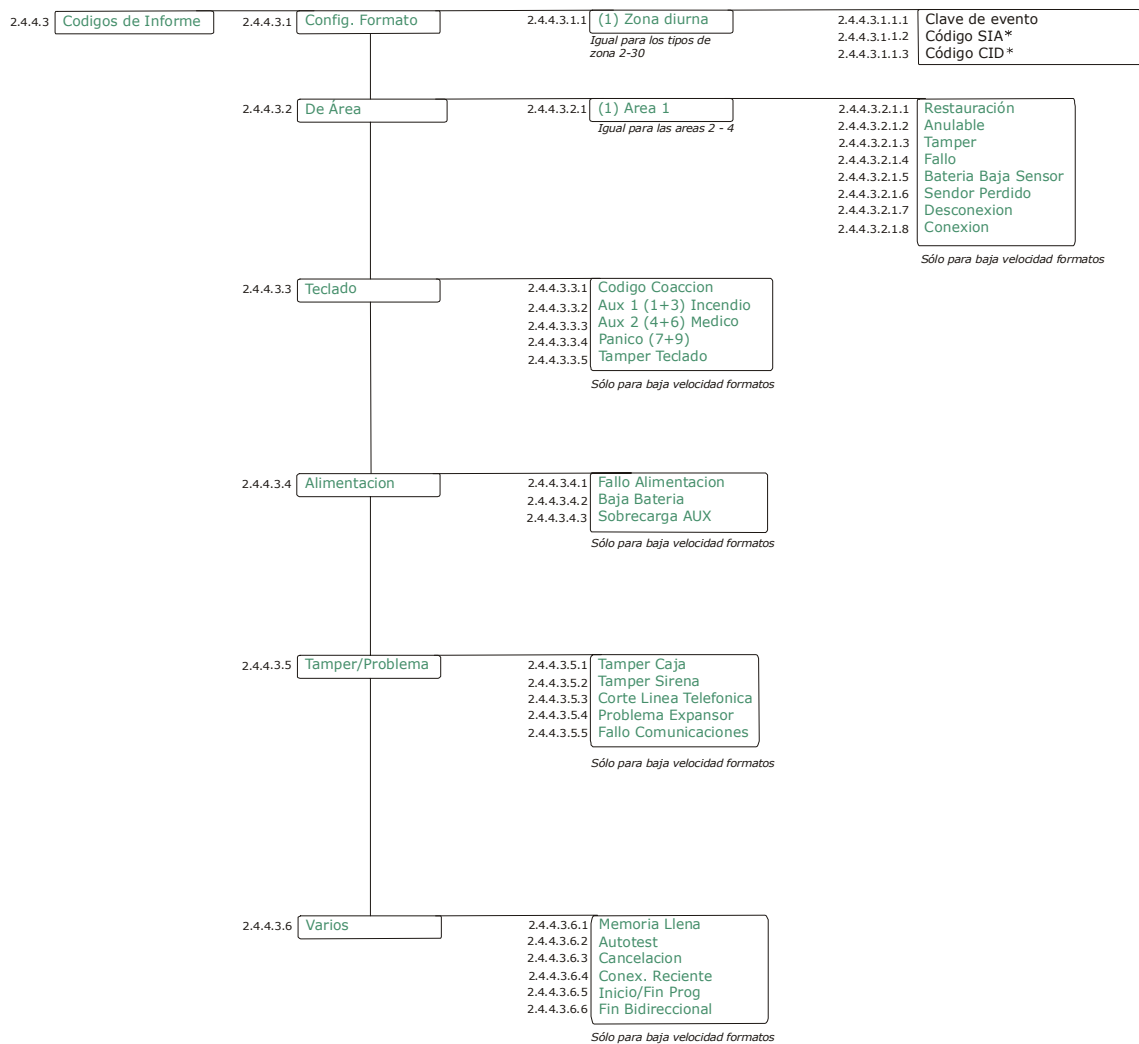 2.4.4.3 Codigos de Informe
2.4.4.3.1 Config. Formato
2.4.4.3.1.1 (1) Zona diurna
Igual para los tipos de
zona 2-30
2.4.4.3.1.1.1 Clave de evento
2.4.4.3.1.1.2 Código SIA*
2.4.4.3.1.1.3 Código CID*
2.4.4.3.2 De Área
2.4.4.3.2.1 (1) Area 1
Igual para las areas 2 - 4
2.4.4.3.2.1.1 Restauración
2.4.4.3.2.1.2 Anulable
2.4.4.3.2.1.3 Tamper
2.4.4.3.2.1.4 Fallo
2.4.4.3.2.1.5 Bateria Baja Sensor
2.4.4.3.2.1.6 Sendor Perdido
2.4.4.3.2.1.7 Desconexion
2.4.4.3.2.1.8 Conexion
Sólo para baja velocidad formatos
2.4.4.3.3 Teclado
2.4.4.3.3.1 Codigo Coaccion
2.4.4.3.3.2 Aux 1 (1+3) Incendio
2.4.4.3.3.3 Aux 2 (4+6) Medico
2.4.4.3.3.4 Panico (7+9)
2.4.4.3.3.5 Tamper Teclado
Sólo para baja velocidad formatos
2.4.4.3.4 Alimentacion
2.4.4.3.4.1 Fallo Alimentacion
2.4.4.3.4.2 Baja Bateria
2.4.4.3.4.3 Sobrecarga AUX
Sólo para baja velocidad formatos
2.4.4.3.5 Tamper/Problema
2.4.4.3.5.1 Tamper Caja
2.4.4.3.5.2 Tamper Sirena
2.4.4.3.5.3 Corte Linea Telefonica
2.4.4.3.5.4 Problema Expansor
2.4.4.3.5.5 Fallo Comunicaciones
Sólo para baja velocidad formatos
2.4.4.3.6 Varios
2.4.4.3.6.1 Memoria Llena
2.4.4.3.6.2 Autotest
2.4.4.3.6.3 Cancelacion
2.4.4.3.6.4 Conex. Reciente
2.4.4.3.6.5 Inicio/Fin Prog
2.4.4.3.6.6 Fin Bidireccional
Sólo para baja velocidad formatos